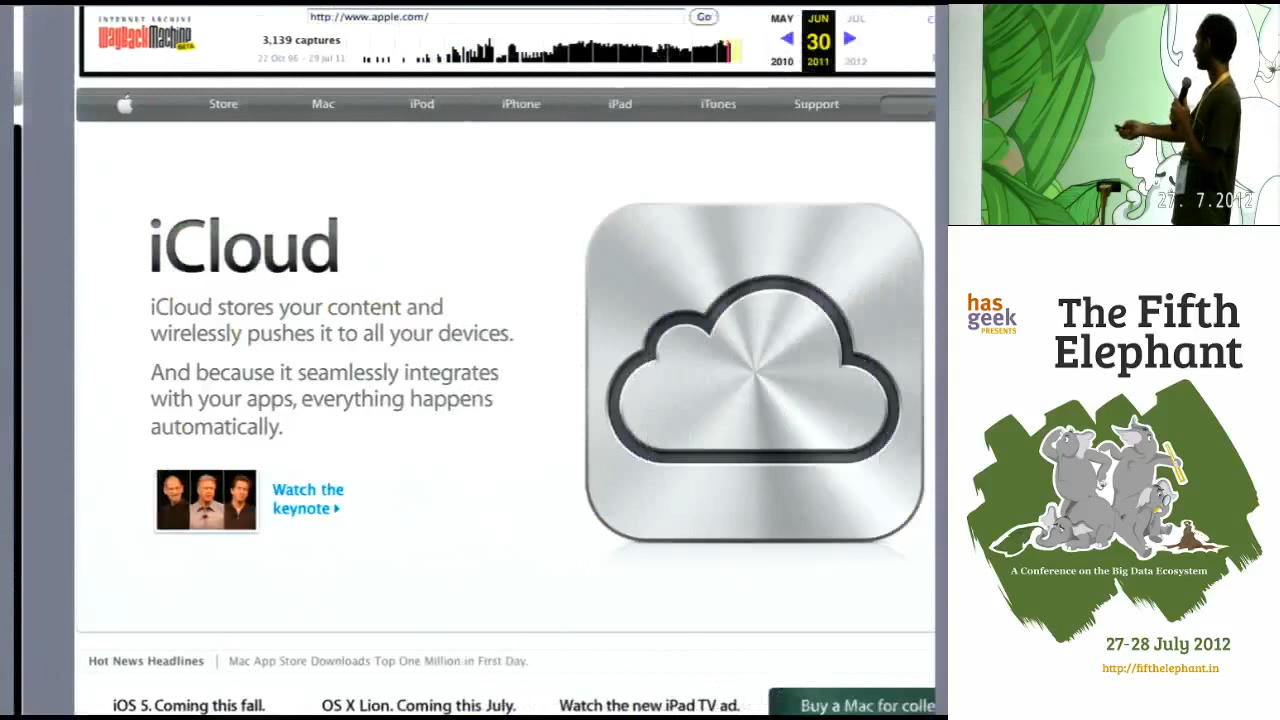 INTERNET ARCHIVE
WayBackMachine
BETA
http://www.apple.com/
Go
3,139 captures
22 Oct 96 - 29 Jul 11
MAY
JUN
JUL
30
2010
2011
2012
Store
Mac
iPod
iPhone
iPad
iTunes
Support
iCloud
iCloud stores your content and
wirelessly pushes it to all your devices.
And because it seamlessly integrates
with your apps, everything happens
automatically.
Watch the
keynote
Hot News Headlines
Mac App Store Downloads Top One Million in First Day.
iOS 5. Coming this fall.
OS X Lion. Coming this July.
Watch the new iPad TV ad.
Buy a Mac for colle
27. 7.2012
has
geek
PRESENTS
The Fifth
Elephant
A Conference on the Big Data Ecosystem
27-28 July 2012
http://fifthelephant.in